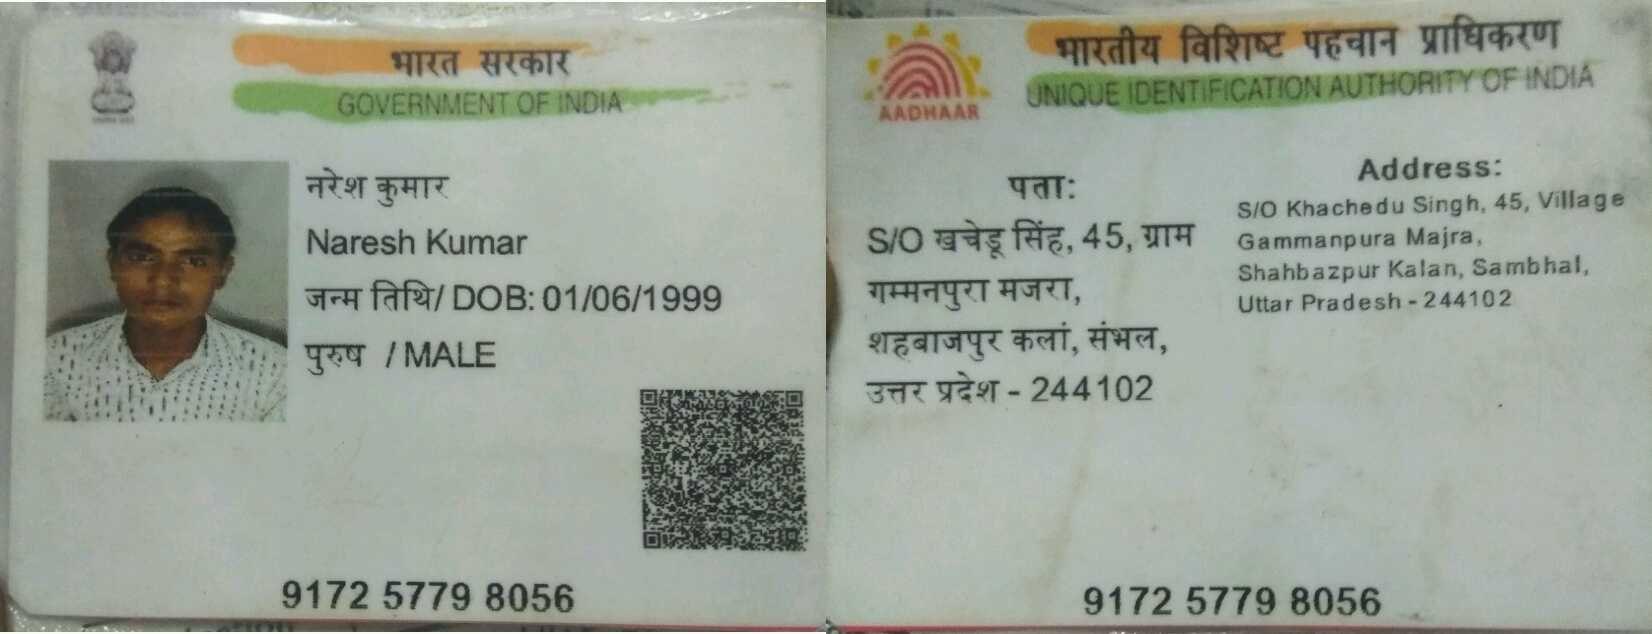 भारत सरकार
GOVERNMENT OF INDIA
नरेश कुमार
Naresh Kumar
जन्म तिथि/ DOB: 01/06/1999
पुरुष / MALE
9172 5779 8056
भारतीय विशिष्ट पहचान प्राधिकरण
UNIQUE IDENTIFICATION AUTHORITY OF INDIA
AADHAAR
पता:
S/O खचेडू सिंह, 45, ग्राम
गम्मनपुरा मजरा,
शहबाजपुर कलां, संभल,
उत्तर प्रदेश - 244102
Address:
S/O Khachedu Singh, 45, Village
Gammanpura Majra,
Shahbazpur Kalan, Sambhal,
Uttar Pradesh - 244102
9172 5779 8056